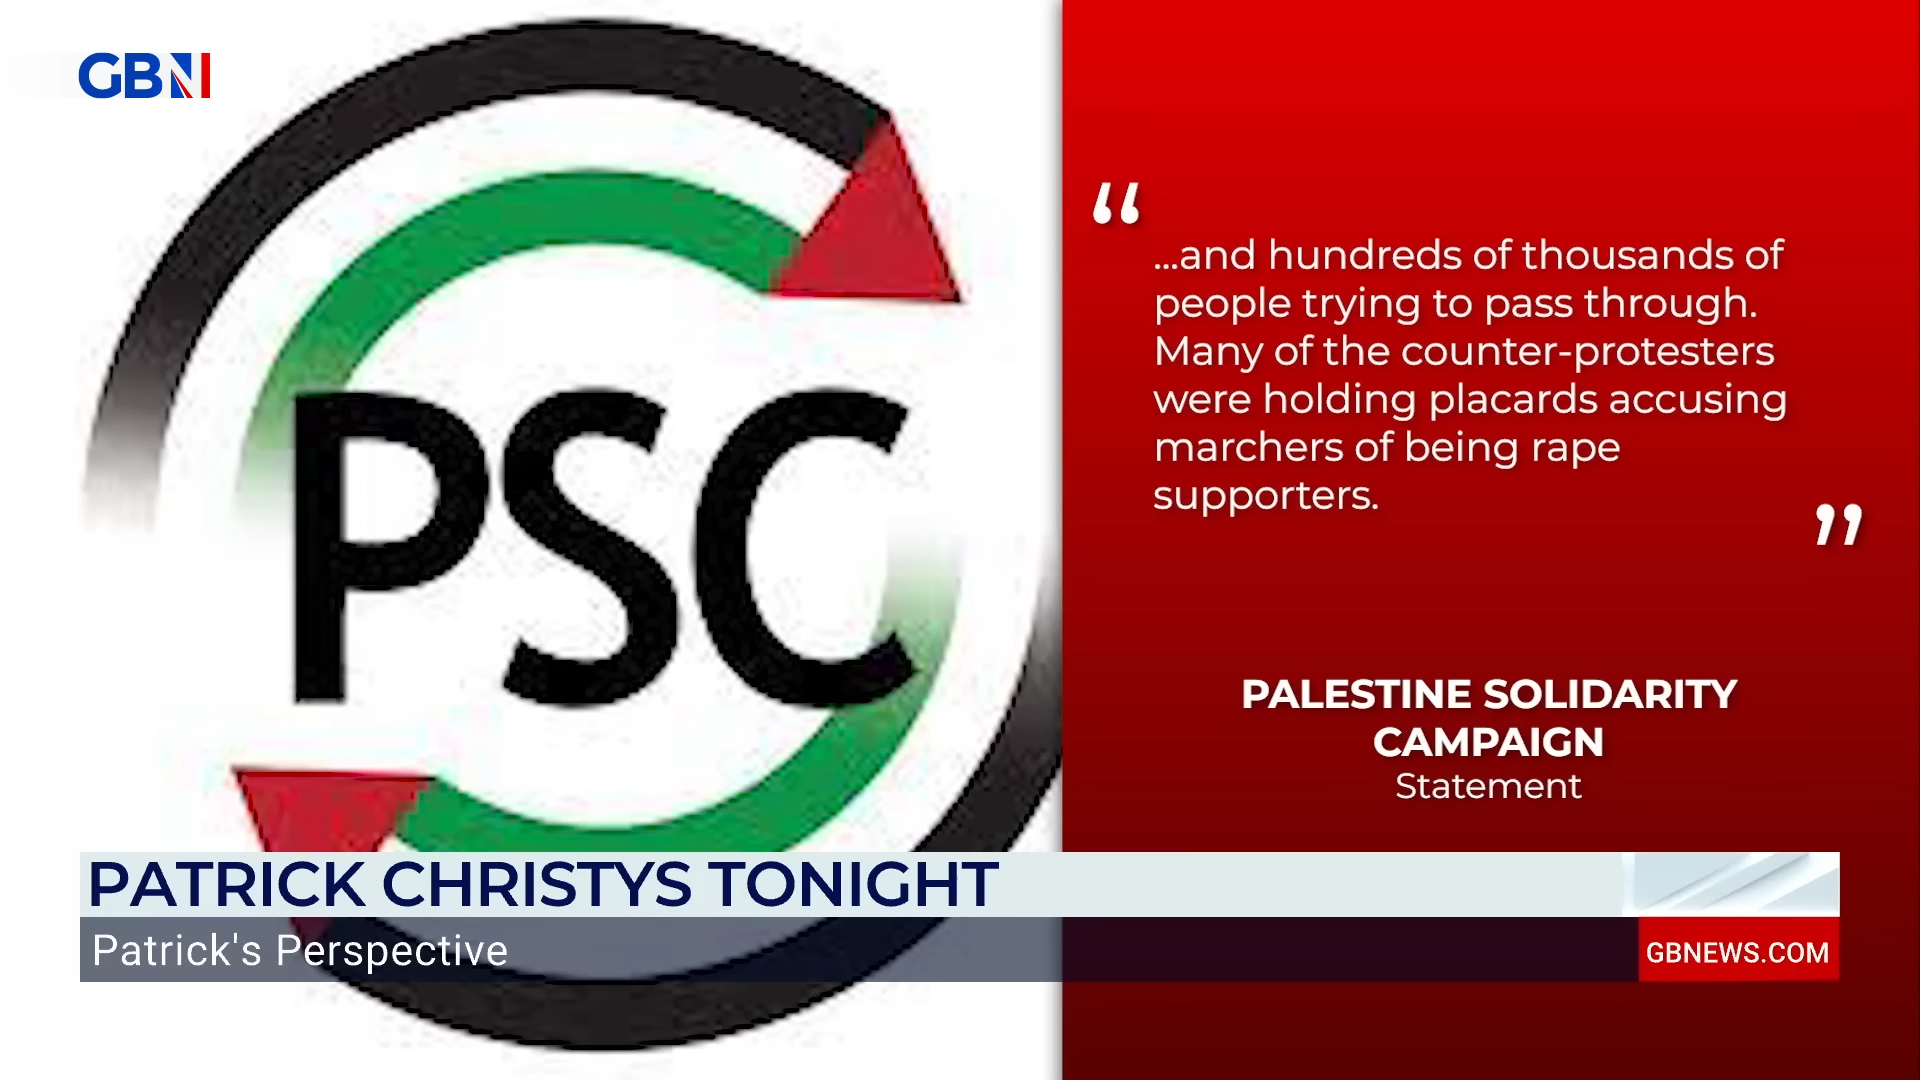 GBN
PSC
“
...and hundreds of thousands of
people trying to pass through.
Many of the counter-protesters
were holding placards accusing
marchers of being rape
supporters.
”
PALESTINE SOLIDARITY
CAMPAIGN
Statement
PATRICK CHRISTYS TONIGHT
Patrick's Perspective
GBNEWS.COM